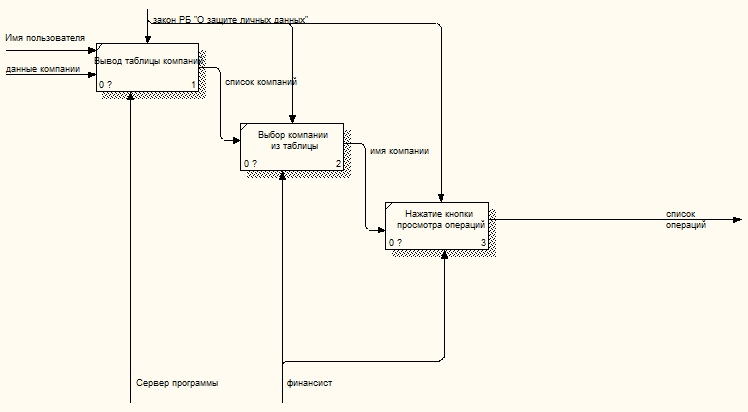 закон РБ "О защите личных данных"
Имя пользователя
Вывод таблицы компаний
данные компании
0 ? 1
список компаний
Выбор компании
из таблицы
0 ? 2
имя компании
Нажатие кнопки
просмотра операций
0 ? 3
список
операций
Сервер программы
финансист